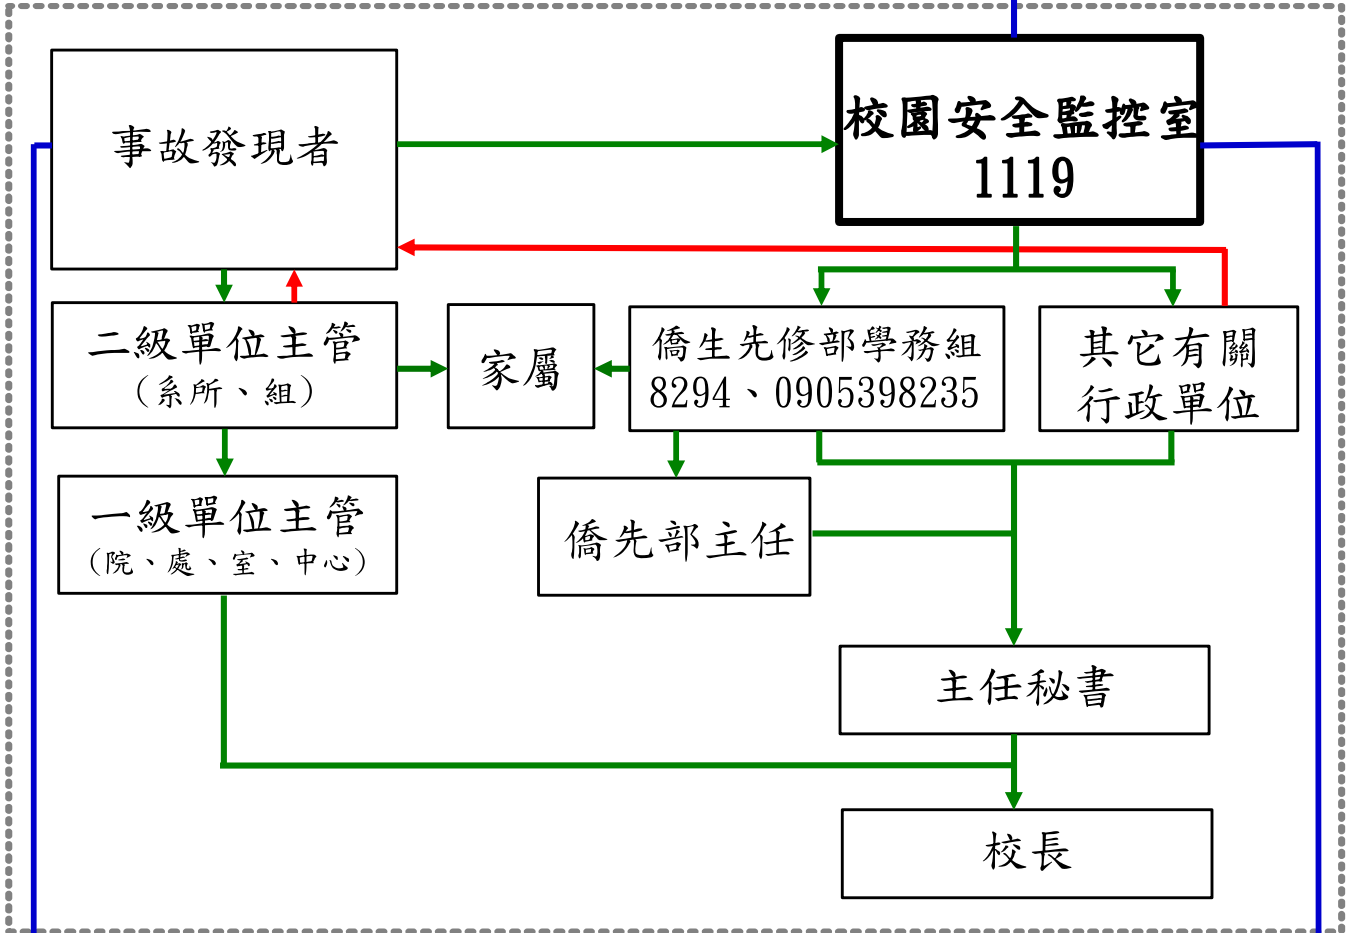 事故發現者
校園安全監控室
1119
二級單位主管
（系所、組）
家屬
僑生先修部學務組
8294、0905398235
其它有關
行政單位
一級單位主管
（院、處、室、中心）
僑先部主任
主任秘書
校長